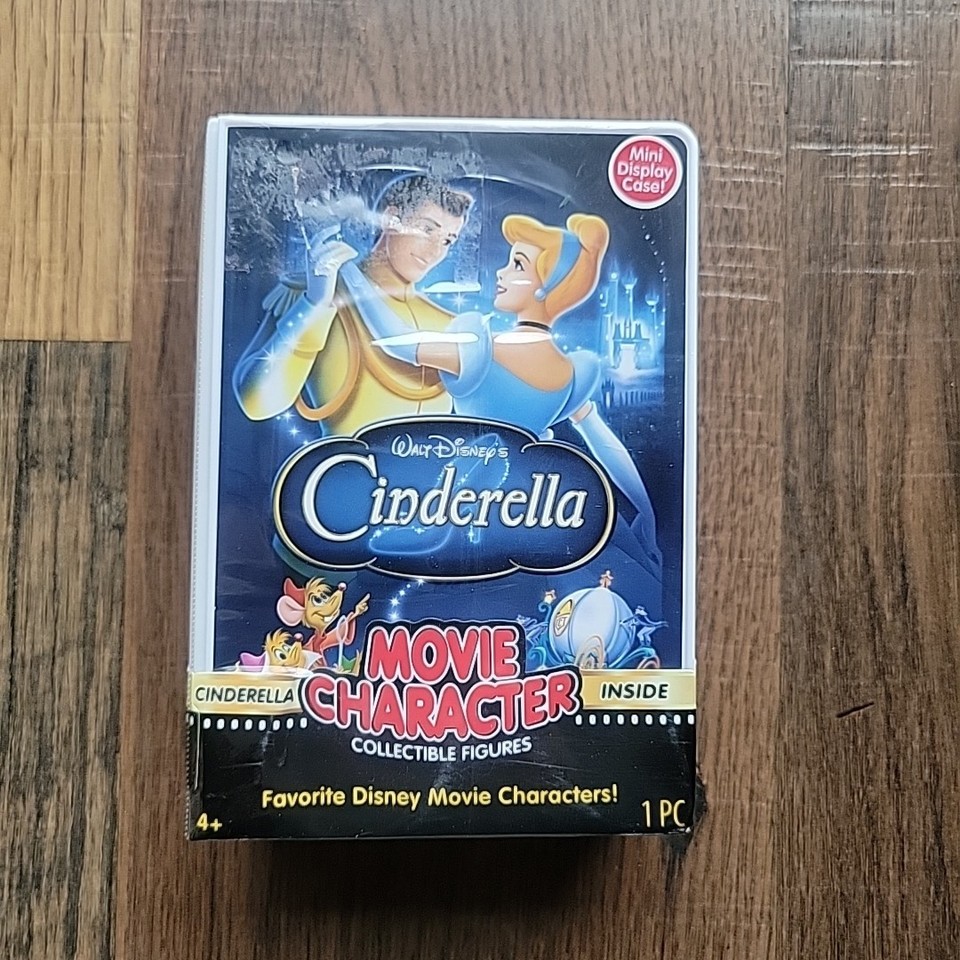 Mini
Display
Case!
WALT DISNEY'S
Cinderella
MOVIE
CINDERELLA CHARACTER INSIDE
COLLECTIBLE FIGURES
Favorite Disney Movie Characters!
4+ 1 PC